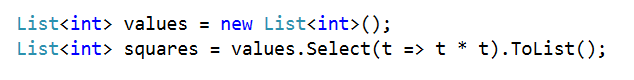 List<int> values = new List<int>();
List<int> squares = values.Select(t => t * t).ToList();